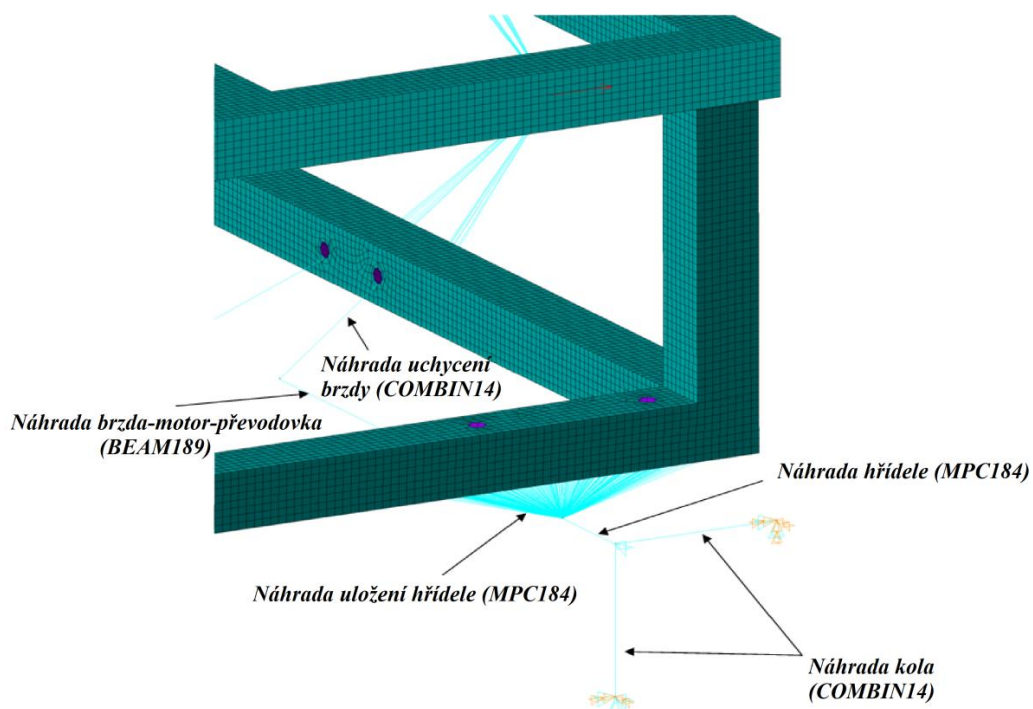 Náhrada uchycení
brzdy (COMBIN14)
Náhrada brzda-motor-převodovka
(BEAM189)
Náhrada hřídele (MPC184)
Náhrada uložení hřídele (MPC184)
Náhrada kola
(COMBIN14)